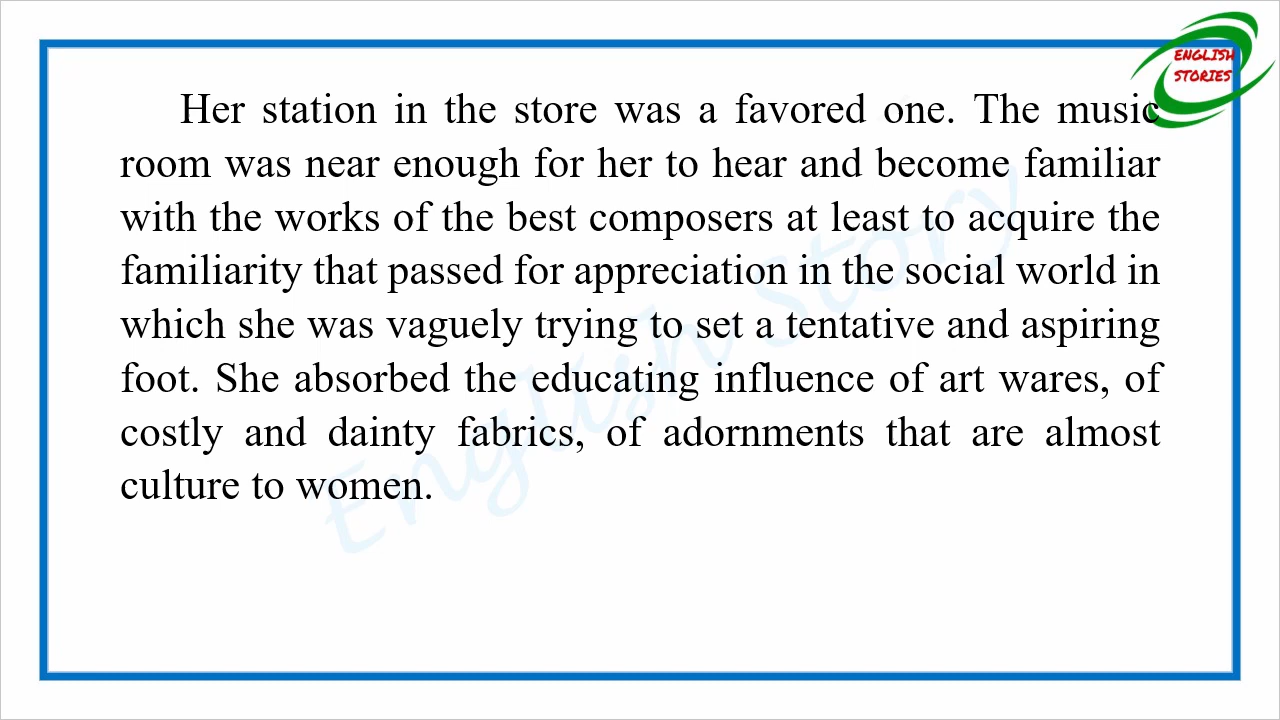 ENGLISH
STORIES
Her station in the store was a favored one. The music
room was near enough for her to hear and become familiar
with the works of the best composers at least to acquire the
familiarity that passed for appreciation in the social world in
which she was vaguely trying to set a tentative and aspiring
foot. She absorbed the educating influence of art wares, of
costly and dainty fabrics, of adornments that are almost
culture to women.
English Story